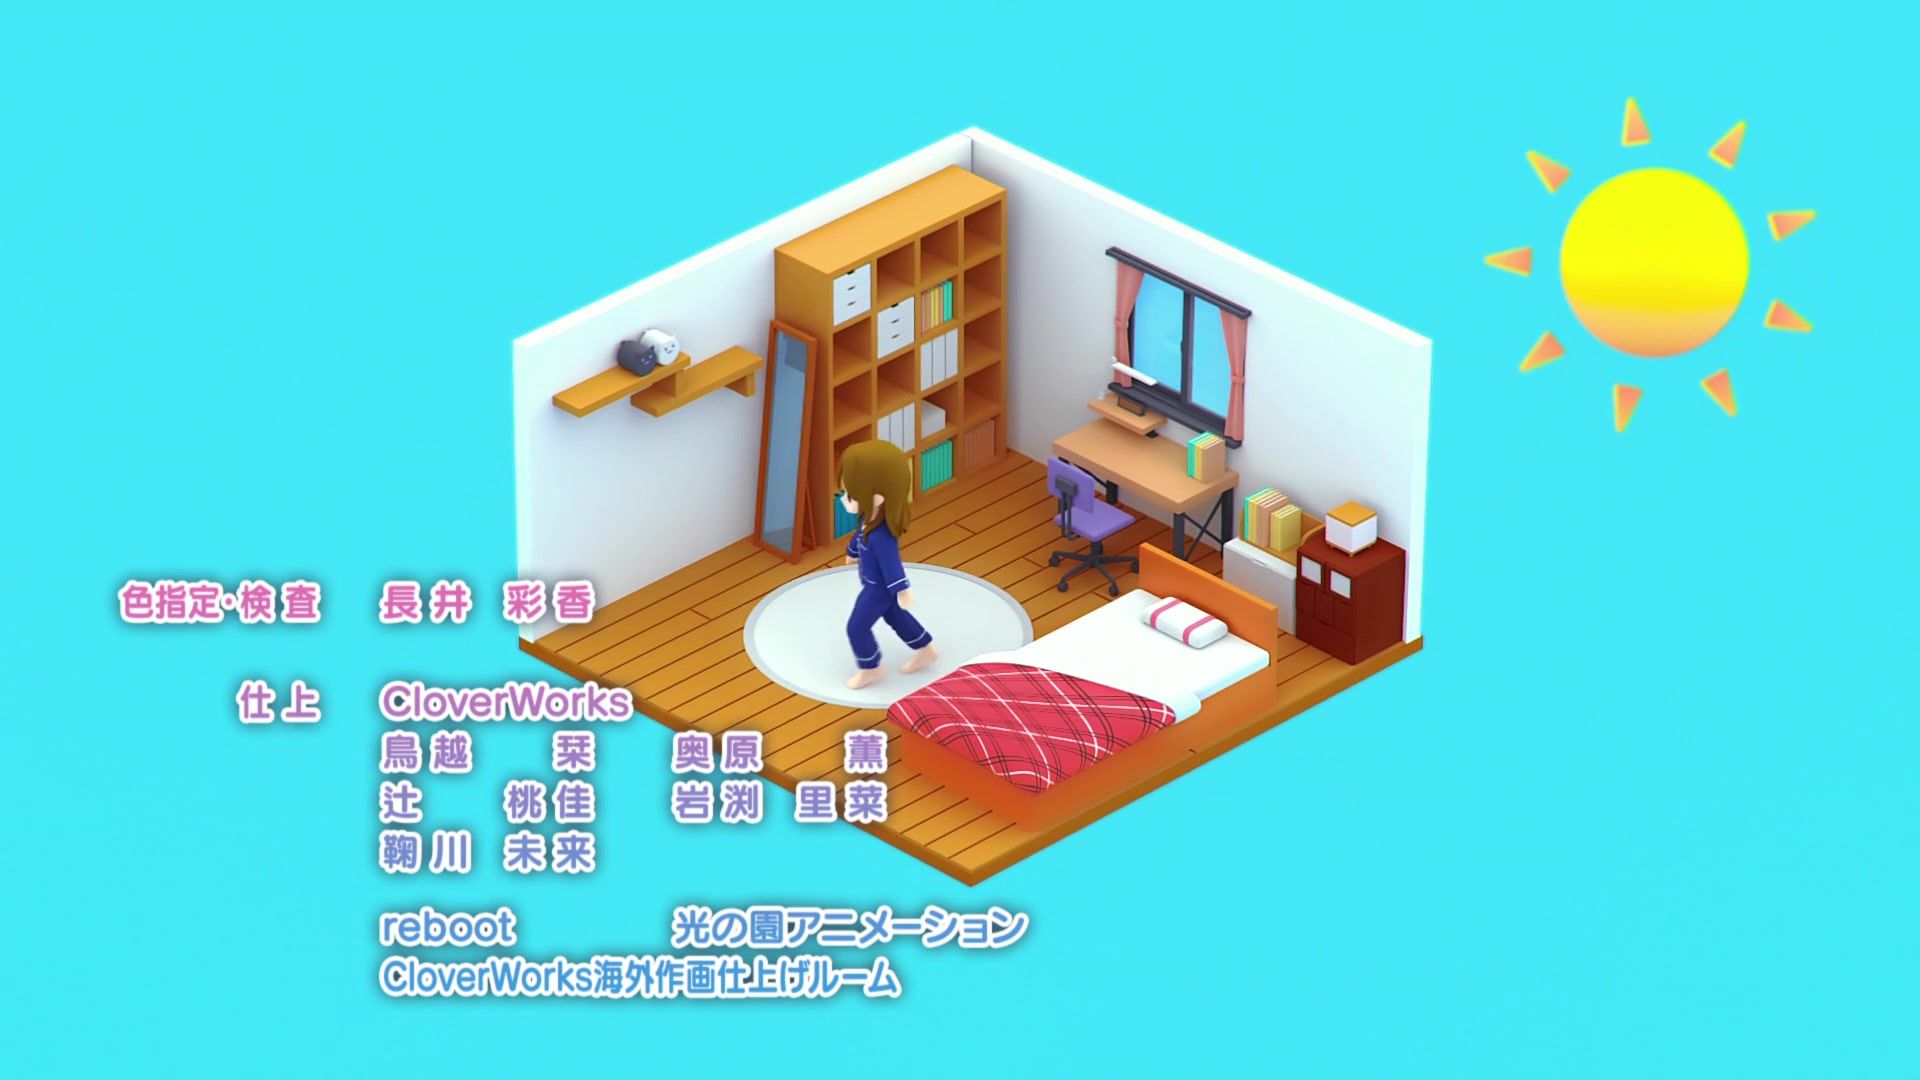 色指定・検査 長井 彩香
仕上 CloverWorks
鳥越 栞 奥原 薫
辻 桃佳 岩渕 里菜
鞠川 未来
reboot 光の園アニメーション
CloverWorks海外作画仕上げルーム